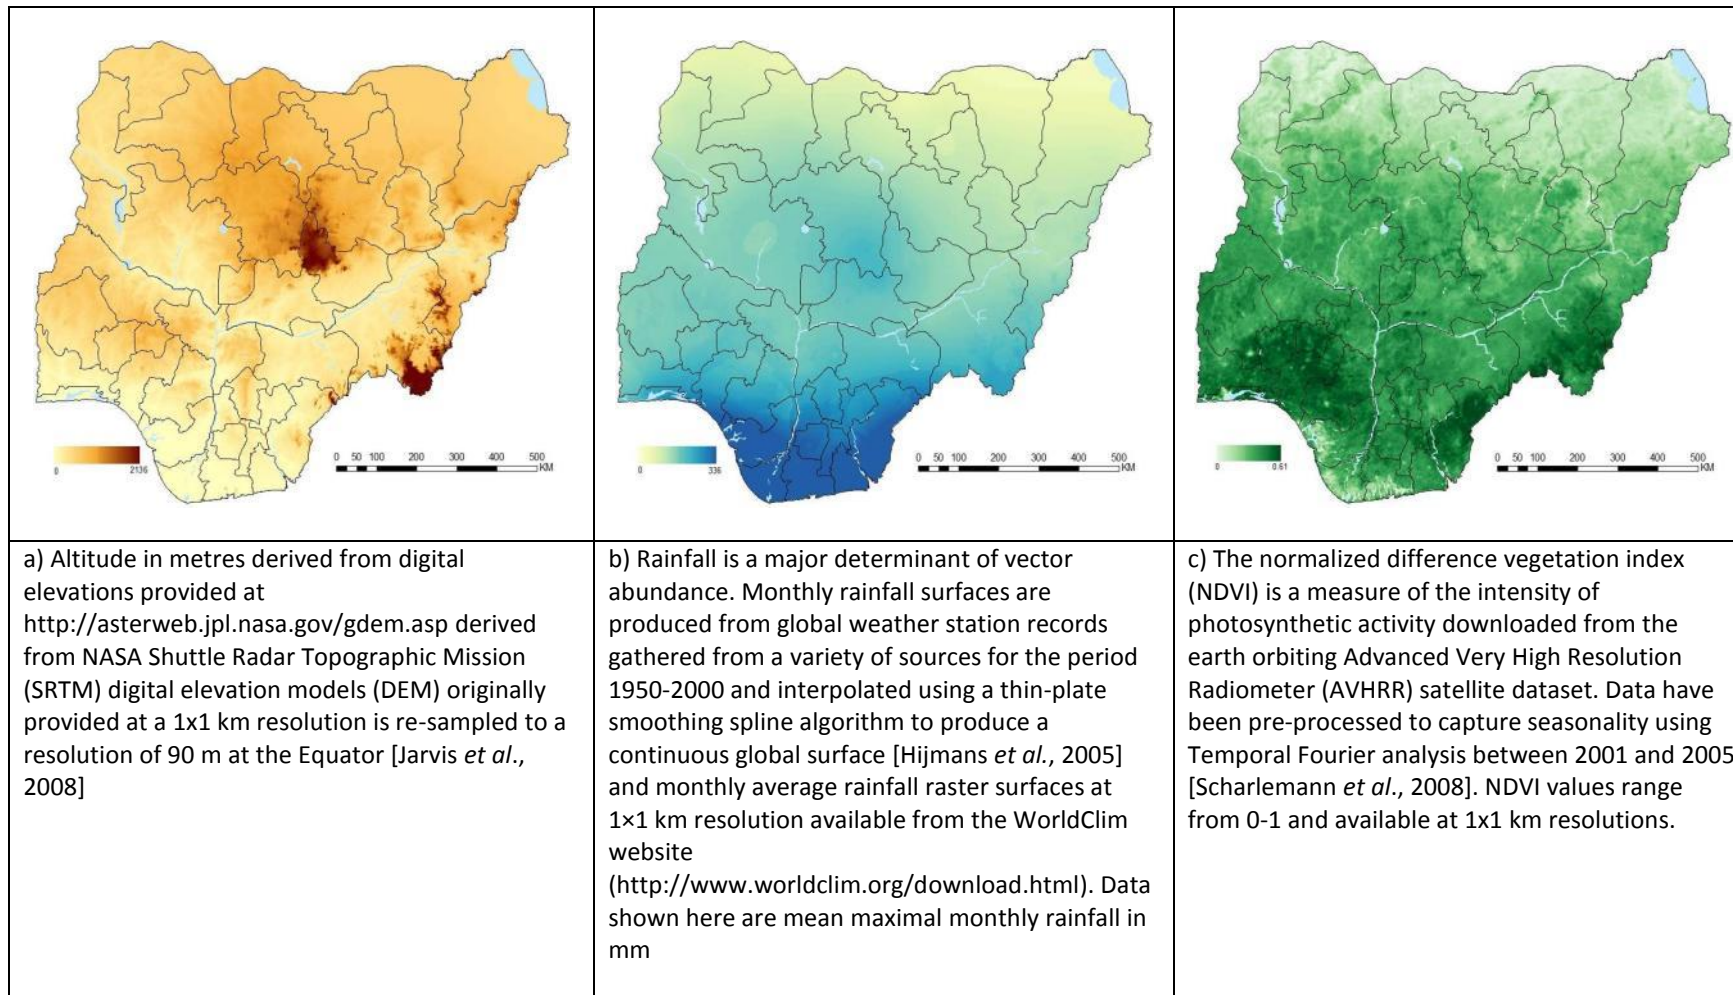 0
2136
0 50 100 200 300 400 500
KM
0
336
0 50 100 200 300 400 500
KM
0
0.61
0 50 100 200 300 400 500
KM
a) Altitude in metres derived from digital
elevations provided at
http://asterweb.jpl.nasa.gov/gdem.asp derived
from NASA Shuttle Radar Topographic Mission
(SRTM) digital elevation models (DEM) originally
provided at a 1x1 km resolution is re-sampled to a
resolution of 90 m at the Equator [Jarvis et al.,
2008]
b) Rainfall is a major determinant of vector
abundance. Monthly rainfall surfaces are
produced from global weather station records
gathered from a variety of sources for the period
1950-2000 and interpolated using a thin-plate
smoothing spline algorithm to produce a
continuous global surface [Hijmans et al., 2005]
and monthly average rainfall raster surfaces at
1×1 km resolution available from the WorldClim
website
(http://www.worldclim.org/download.html). Data
shown here are mean maximal monthly rainfall in
mm
c) The normalized difference vegetation index
(NDVI) is a measure of the intensity of
photosynthetic activity downloaded from the
earth orbiting Advanced Very High Resolution
Radiometer (AVHRR) satellite dataset. Data have
been pre-processed to capture seasonality using
Temporal Fourier analysis between 2001 and 2005
[Scharlemann et al., 2008]. NDVI values range
from 0-1 and available at 1x1 km resolutions.